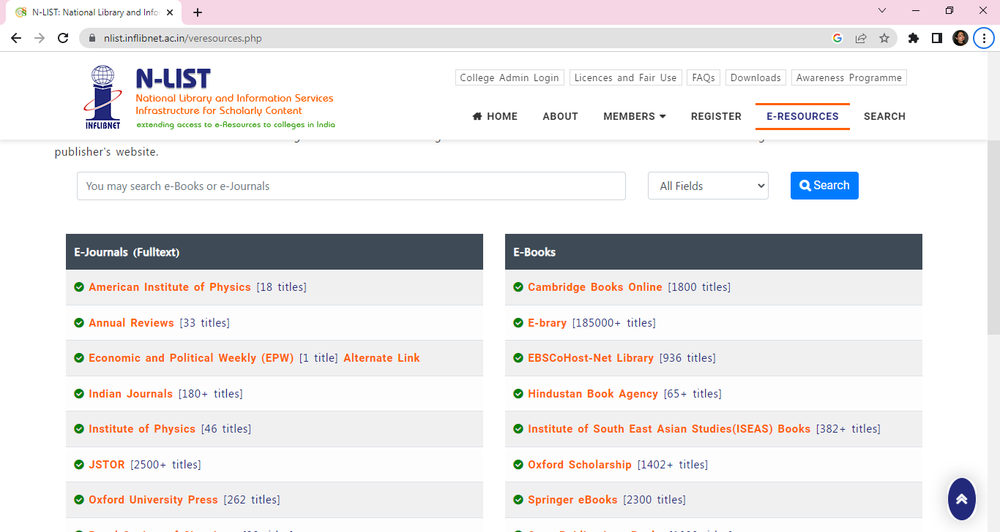 N-LIST: National Library and Info
nlist.inflibnet.ac.in/veresources.php
INFLIBNET
N-LIST
National Library and Information Services
Infrastructure for Scholarly Content
extending access to e-Resources to colleges in India
College Admin Login
Licences and Fair Use
FAQs
Downloads
Awareness Programme
HOME
ABOUT
MEMBERS
REGISTER
E-RESOURCES
SEARCH
publisher's website.
You may search e-Books or e-Journals
All Fields
Search
E-Journals (Fulltext)
American Institute of Physics [18 titles]
Annual Reviews [33 titles]
Economic and Political Weekly (EPW) [1 title] Alternate Link
Indian Journals [180+ titles]
Institute of Physics [46 titles]
JSTOR [2500+ titles]
Oxford University Press [262 titles]
E-Books
Cambridge Books Online [1800 titles]
E-brary [185000+ titles]
EBSCoHost-Net Library [936 titles]
Hindustan Book Agency [65+ titles]
Institute of South East Asian Studies(ISEAS) Books [382+ titles]
Oxford Scholarship [1402+ titles]
Springer eBooks [2300 titles]